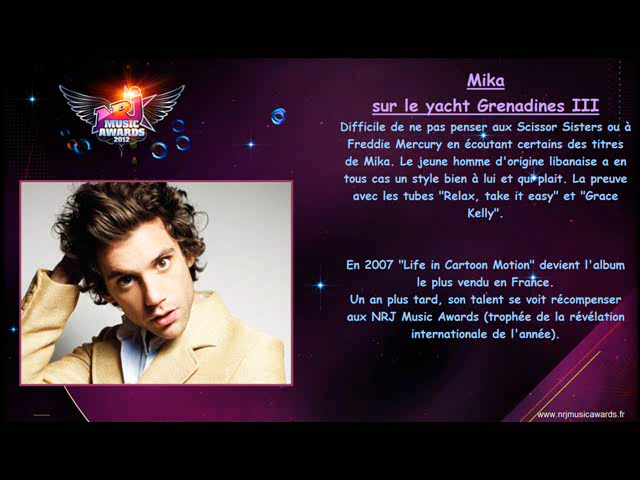 NRJ
MUSIC
AWARDS
2012
Mika
sur le yacht Grenadines III
Difficile de ne pas penser aux Scissor Sisters ou à
Freddie Mercury en écoutant certains des titres
de Mika. Le jeune homme d'origine libanaise a en
tous cas un style bien à lui et qui plait. La preuve
avec les tubes "Relax, take it easy" et "Grace
Kelly".
En 2007 "Life in Cartoon Motion" devient l'album
le plus vendu en France.
Un an plus tard, son talent se voit récompenser
aux NRJ Music Awards (trophée de la révélation
internationale de l'année).
www.nrjmusicawards.fr